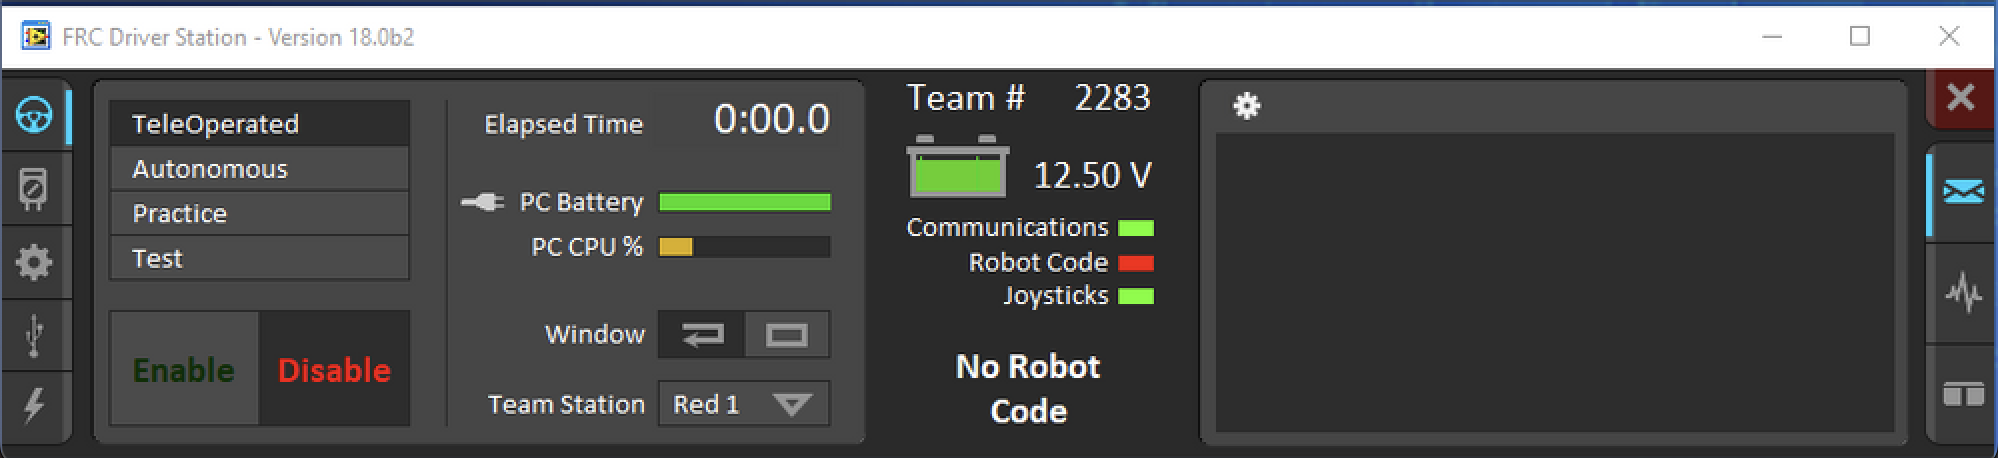 FRC Driver Station - Version 18.0b2
TeleOperated
Autonomous
Practice
Test
Enable Disable
Elapsed Time 0:00.0
PC Battery
PC CPU %
Window
Team Station Red 1
Team # 2283
12.50 V
Communications
Robot Code
Joysticks
No Robot
Code